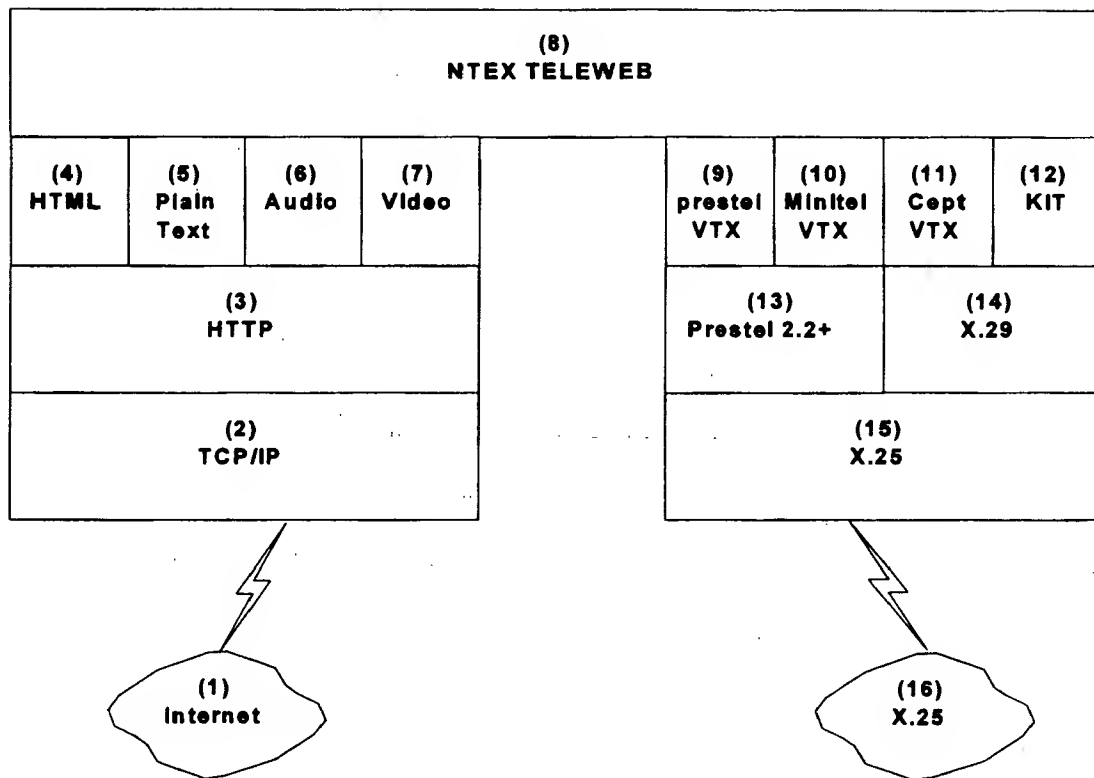 (8)
NTEX TELEWEB
(4)
HTML
(5)
Plain
Text
(6)
Audio
(7)
Video
(9)
prestel
VTX
(10)
Minitel
VTX
(11)
Cept
VTX
(12)
KIT
(3)
HTTP
(13)
Prestel 2.2+
(14)
X.29
(2)
TCP/IP
(15)
X.25
(1)
Internet
(16)
X.25